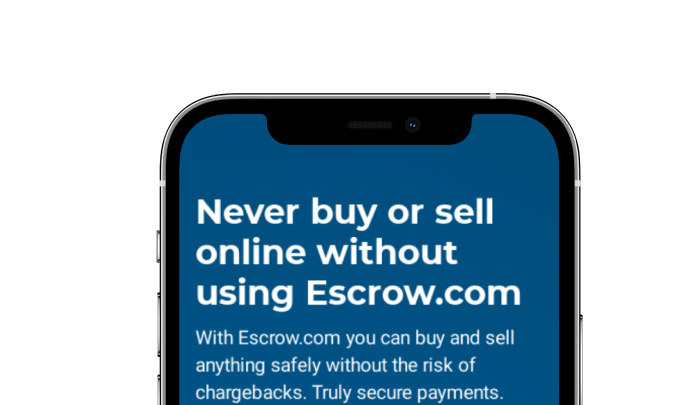 Never buy or sell
online without
using Escrow.com
With Escrow.com you can buy and sell
anything safely without the risk of
chargebacks. Truly secure payments.